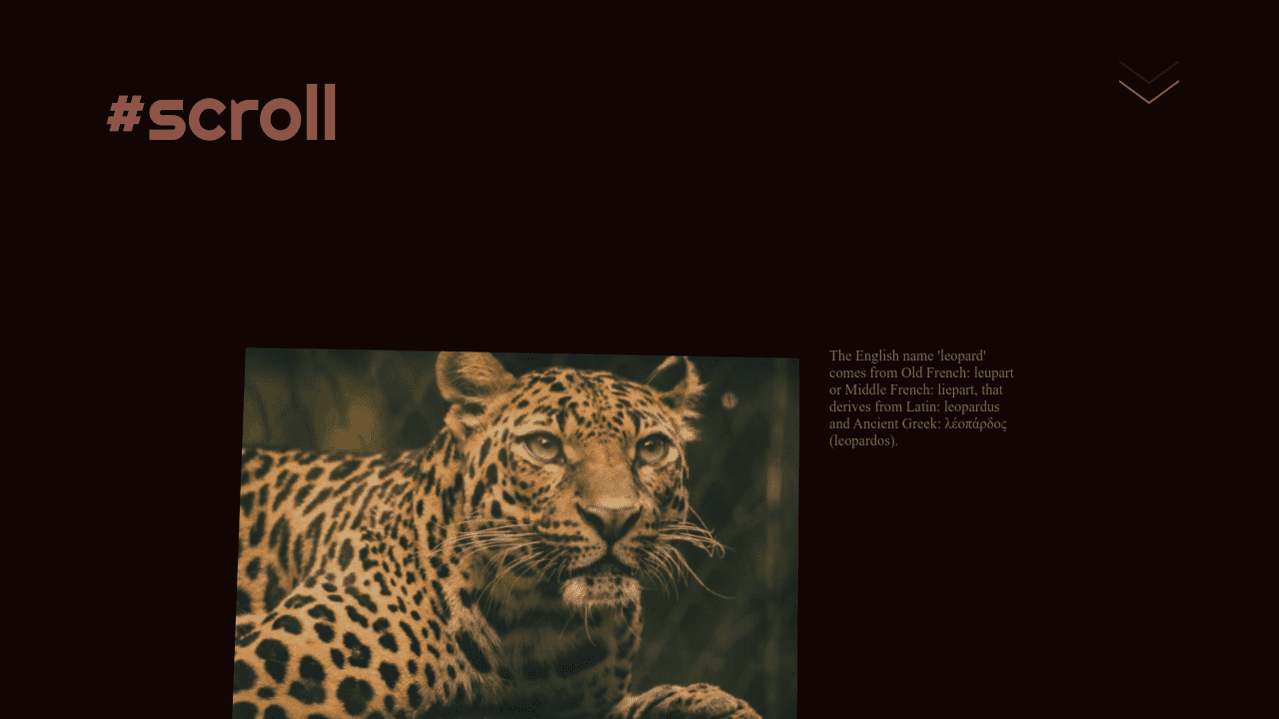 #scroll
The English name 'leopard'
comes from Old French: leupart
or Middle French: liepart, that
derives from Latin: leopardus
and Ancient Greek: λέοπάρδος
(leopardos).